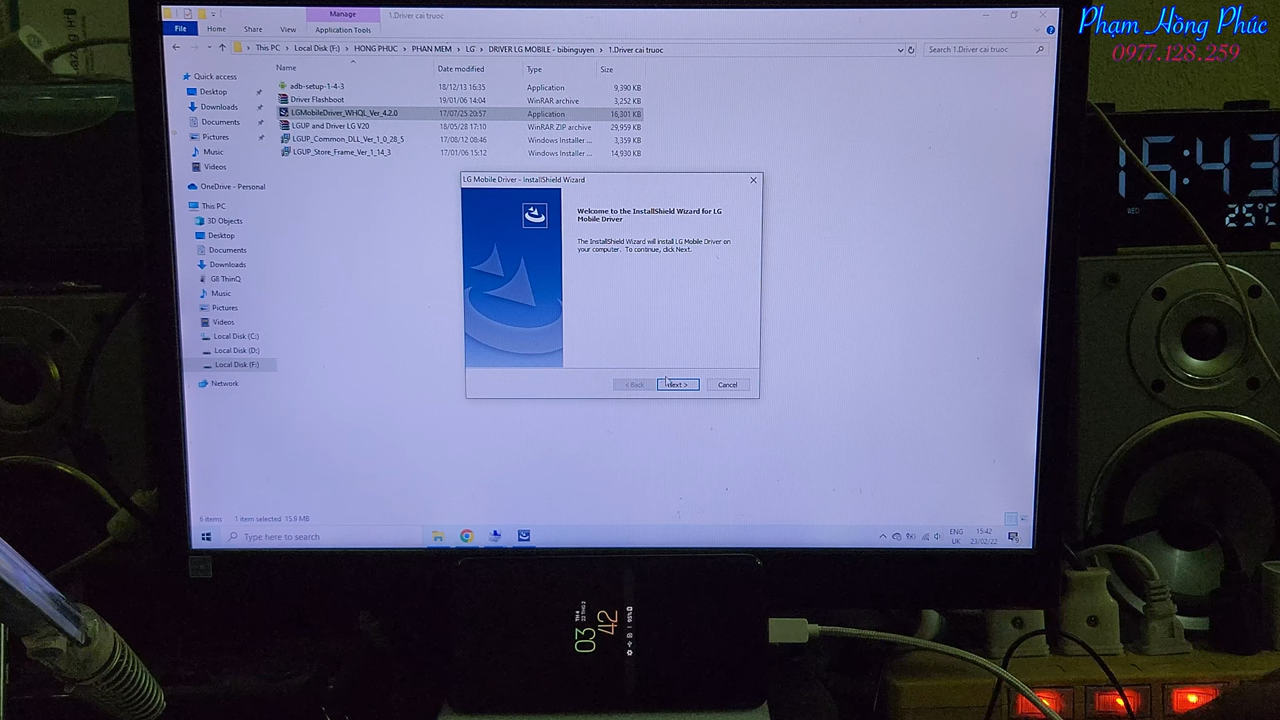 Phạm Hồng Phúc
0977.128.259
Manage
1.Driver cai truoc
File
Home
Share
View
Application Tools
This PC > Local Disk (F:) > HONG PHUC > PHAN MEM > LG > DRIVER LG MOBILE - bibinguyen > 1.Driver cai truoc
Search 1.Driver cai truoc
Name
Date modified
Type
Size
adb-setup-1-4-3 18/12/13 16:35 Application 9,390 KB
Driver Flashboot 19/01/06 14:04 WinRAR archive 3,252 KB
LGMobileDriver_WHQL_Ver_4.2.0 17/07/25 20:57 Application 16,301 KB
LGUP and Driver LG V20 18/05/28 17:10 WinRAR ZIP archive 29,959 KB
LGUP_Common_DLL_Ver_1_0_28_5 17/08/12 08:46 Windows Installer ... 3,359 KB
LGUP_Store_Frame_Ver_1_14_3 17/01/06 15:12 Windows Installer ... 14,930 KB
Quick access
Desktop
Downloads
Documents
Pictures
Music
Videos
OneDrive - Personal
This PC
3D Objects
Desktop
Documents
Downloads
G8 ThinQ
Music
Pictures
Videos
Local Disk (C:)
Local Disk (D:)
Local Disk (F:)
Network
LG Mobile Driver - InstallShield Wizard
Welcome to the InstallShield Wizard for LG
Mobile Driver
The InstallShield Wizard will install LG Mobile Driver on
your computer. To continue, click Next.
< Back
Next >
Cancel
6 items
1 item selected 15.9 MB
Type here to search
ENG
UK
15:42
23/02/22
15:43
WED
25°C
03
42